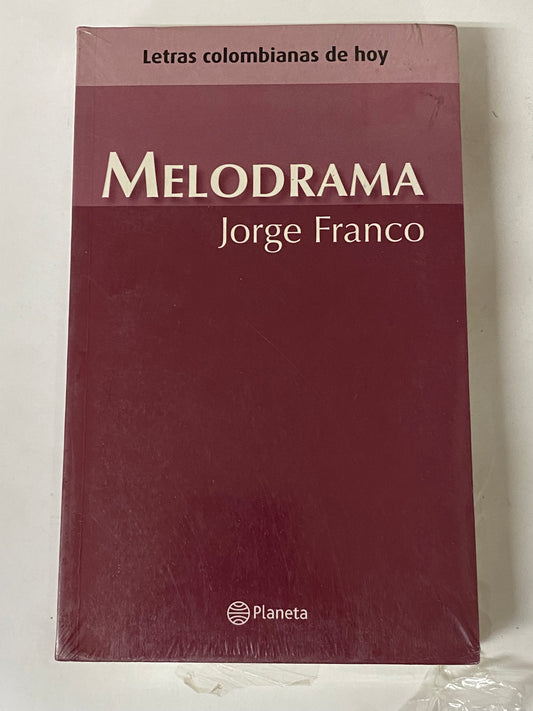 Letras colombianas de hoy
MELODRAMA
Jorge Franco
Planeta